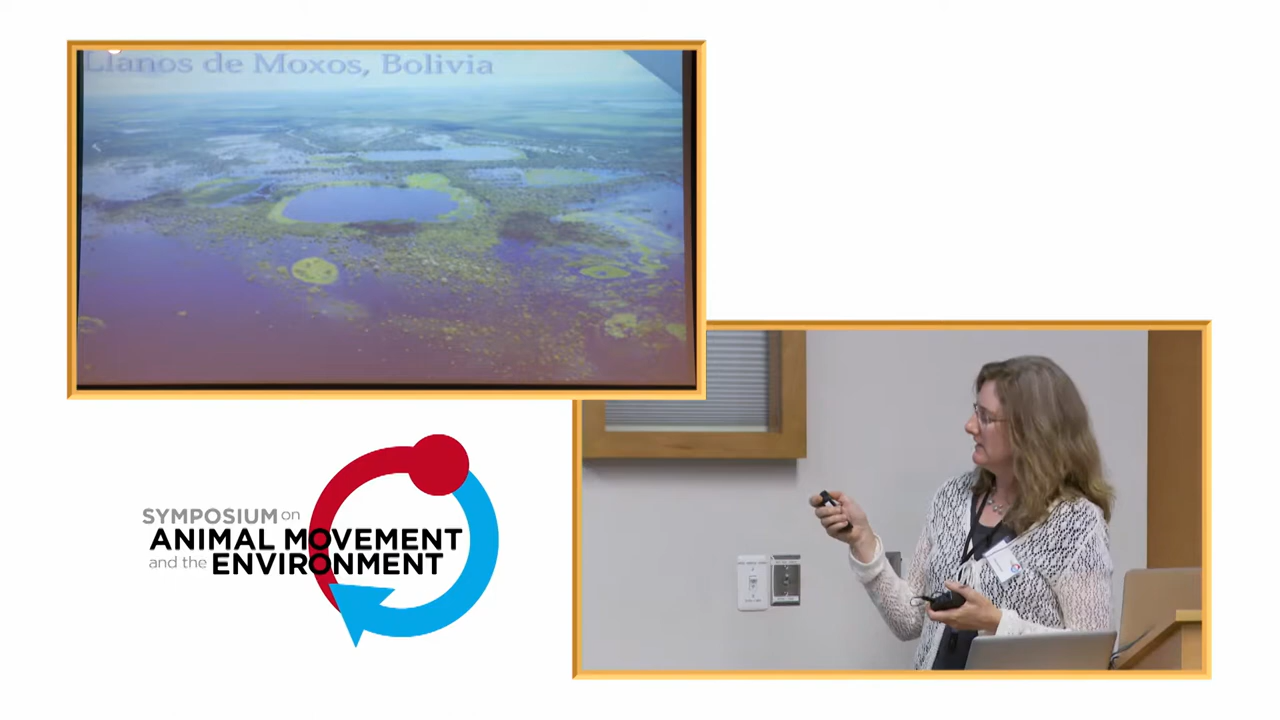 Llanos de Moxos, Bolivia
SYMPOSIUM on
ANIMAL MOVEMENT
and the ENVIRONMENT